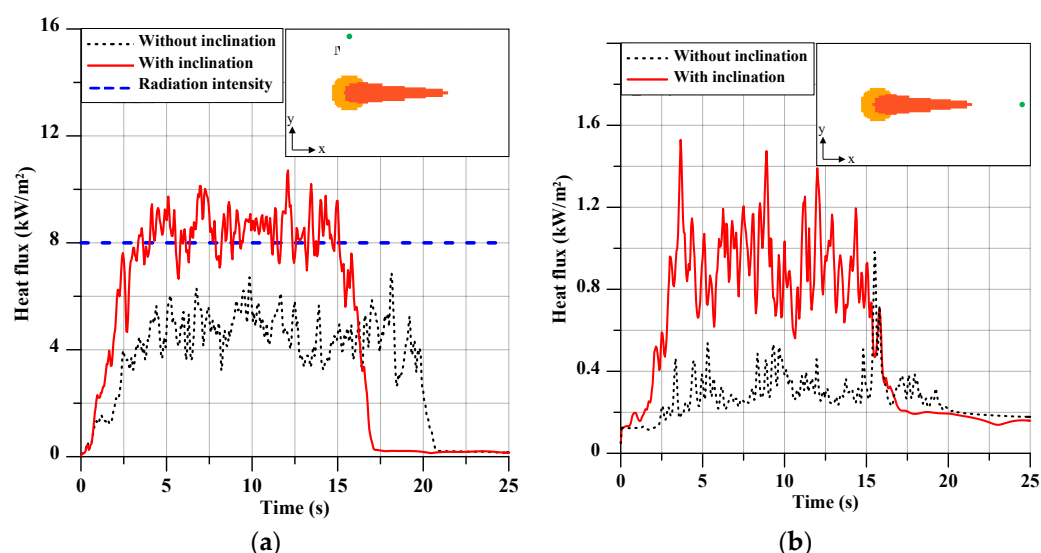 16
12
8
4
0
Heat flux (kW/m²)
Without inclination
With inclination
Radiation intensity
y
x
0 5 10 15 20 25
Time (s)
(a)
1.6
1.2
0.8
0.4
0
Heat flux (kW/m²)
Without inclination
With inclination
y
x
0 5 10 15 20 25
Time (s)
(b)